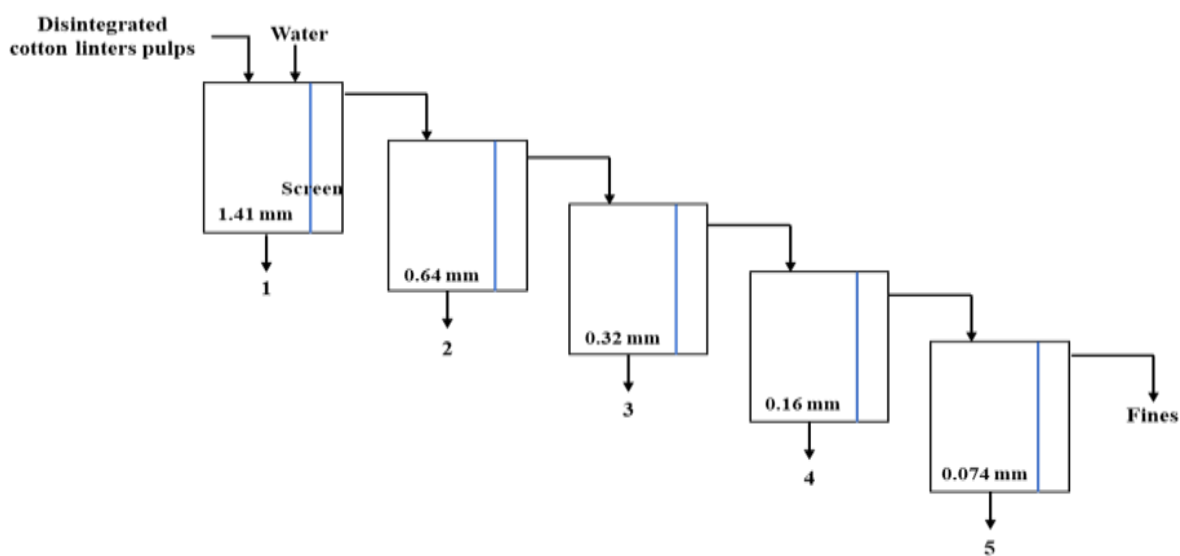 Disintegrated
cotton linters pulps
Water
Screen
1.41 mm
1
0.64 mm
2
0.32 mm
3
0.16 mm
4
0.074 mm
5
Fines